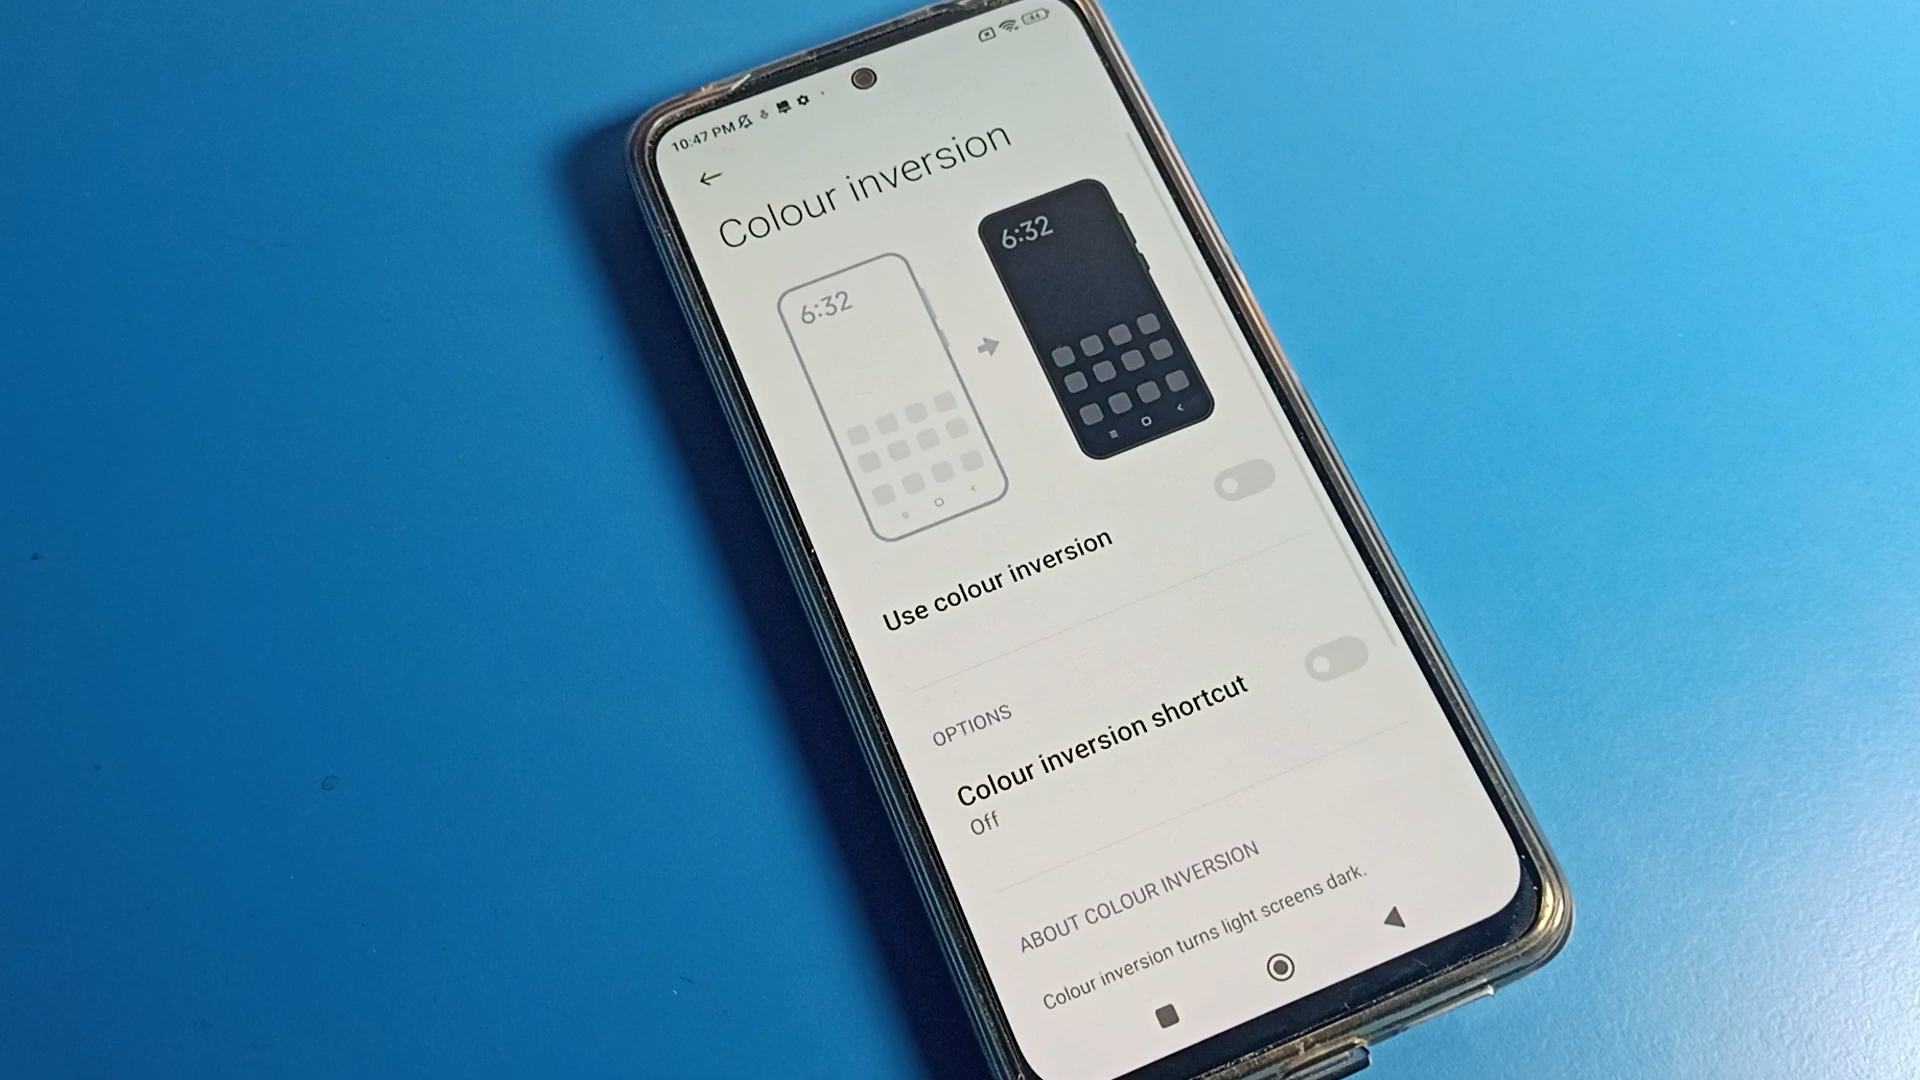 10:47 PM
44
Colour inversion
6:32
6:32
Use colour inversion
OPTIONS
Colour inversion shortcut
Off
ABOUT COLOUR INVERSION
Colour inversion turns light screens dark.